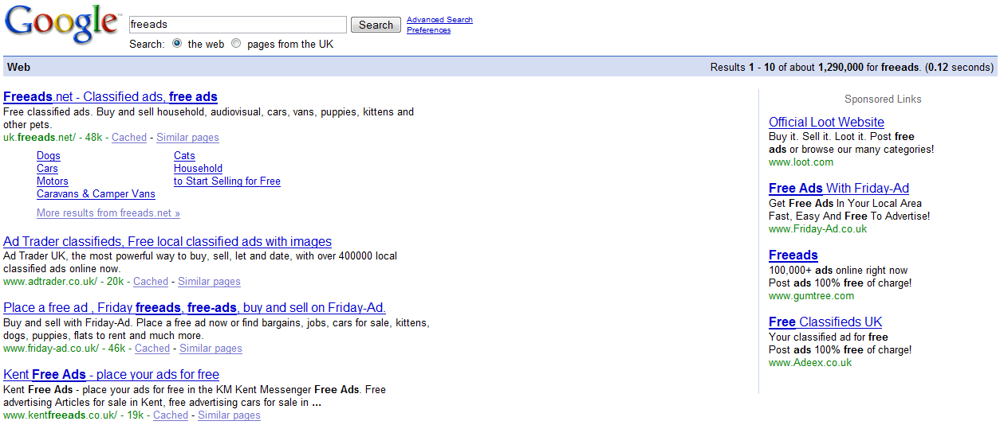 Google™
freeads
Search
Advanced Search
Preferences
Search: the web pages from the UK
Web
Results 1 - 10 of about 1,290,000 for freeads. (0.12 seconds)
Freeads.net - Classified ads, free ads
Free classified ads. Buy and sell household, audiovisual, cars, vans, puppies, kittens and
other pets.
uk.freeads.net/ - 48k - Cached - Similar pages
Dogs
Cats
Cars
Household
Motors
to Start Selling for Free
Caravans & Camper Vans
More results from freeads.net »
Ad Trader classifieds, Free local classified ads with images
Ad Trader UK, the most powerful way to buy, sell, let and date, with over 400000 local
classified ads online now.
www.adtrader.co.uk/ - 20k - Cached - Similar pages
Place a free ad , Friday freeads, free-ads, buy and sell on Friday-Ad.
Buy and sell with Friday-Ad. Place a free ad now or find bargains, jobs, cars for sale, kittens,
dogs, puppies, flats to rent and much more.
www.friday-ad.co.uk/ - 46k - Cached - Similar pages
Kent Free Ads - place your ads for free
Kent Free Ads - place your ads for free in the KM Kent Messenger Free Ads. Free
advertising Articles for sale in Kent, free advertising cars for sale in ...
www.kentfreeads.co.uk/ - 19k - Cached - Similar pages
Sponsored Links
Official Loot Website
Buy it. Sell it. Loot it. Post free
ads or browse our many categories!
www.loot.com
Free Ads With Friday-Ad
Get Free Ads In Your Local Area
Fast, Easy And Free To Advertise!
www.Friday-Ad.co.uk
Freeads
100,000+ ads online right now
Post ads 100% free of charge!
www.gumtree.com
Free Classifieds UK
Your classified ad for free
Post ads 100% free of charge!
www.Adeex.co.uk